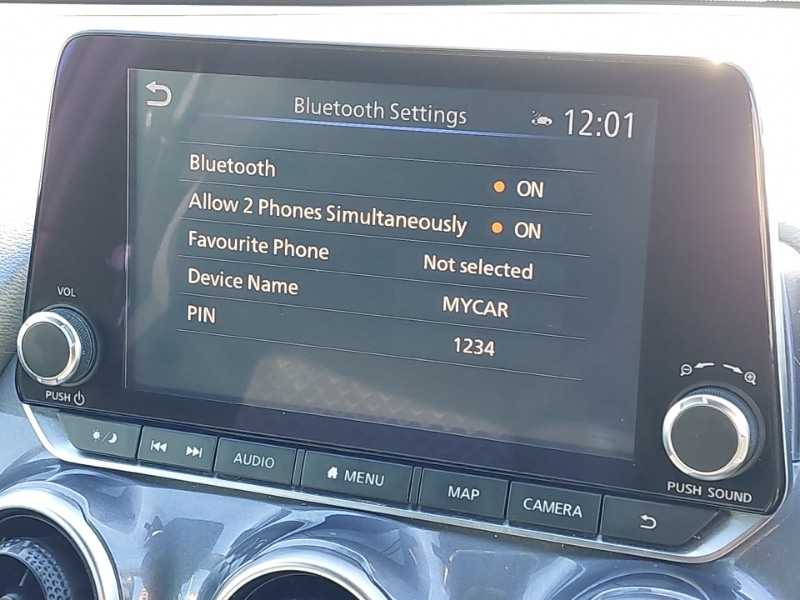 Bluetooth Settings 12:01
Bluetooth ON
Allow 2 Phones Simultaneously ON
Favourite Phone Not selected
Device Name MYCAR
PIN 1234
VOL
PUSH
PUSH SOUND
AUDIO
MENU
MAP
CAMERA